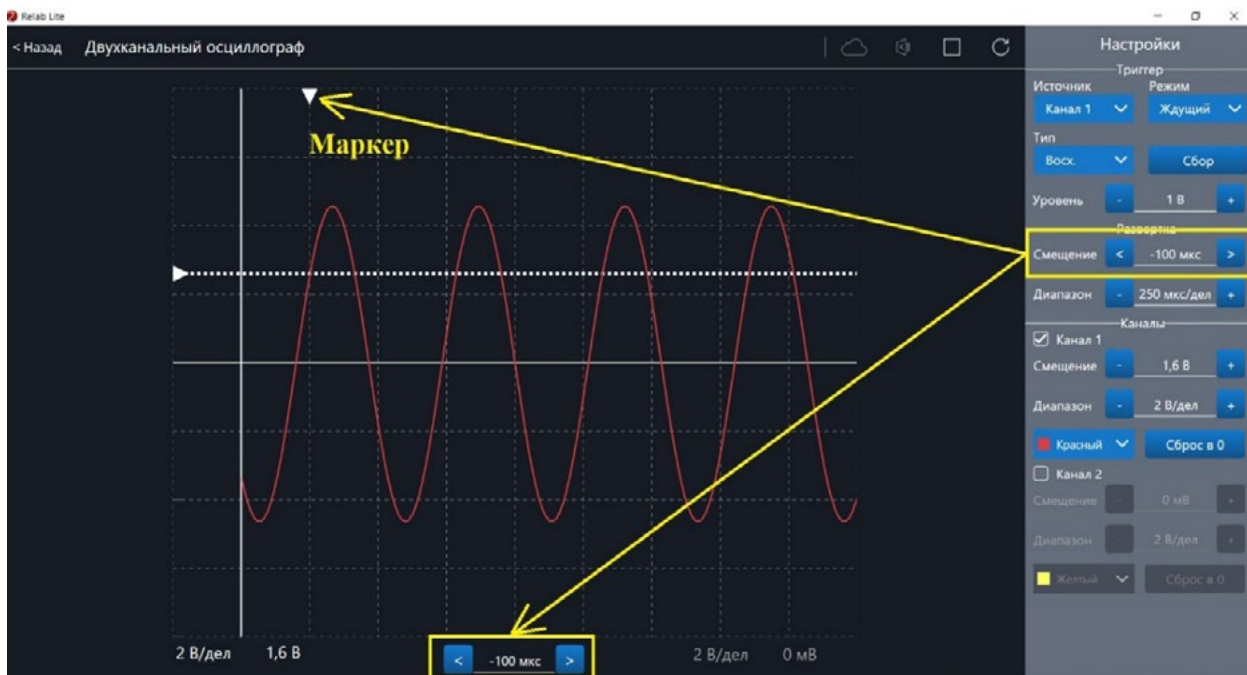 Relab Lite
< Назад Двухканальный осциллограф
Маркер
2 В/дел 1,6 В < -100 мкс > 2 В/дел 0 мВ
Настройки
Триггер
Источник Режим
Канал 1 Ждущий
Тип
Восх. Сбор
Уровень - 1 В +
Развертка
Смещение < -100 мкс >
Диапазон - 250 мкс/дел +
Каналы
Канал 1
Смещение - 1,6 В +
Диапазон - 2 В/дел +
Красный Сброс в 0
Канал 2
Смещение - 0 мВ +
Диапазон - 2 В/дел +
Желтый Сброс в 0